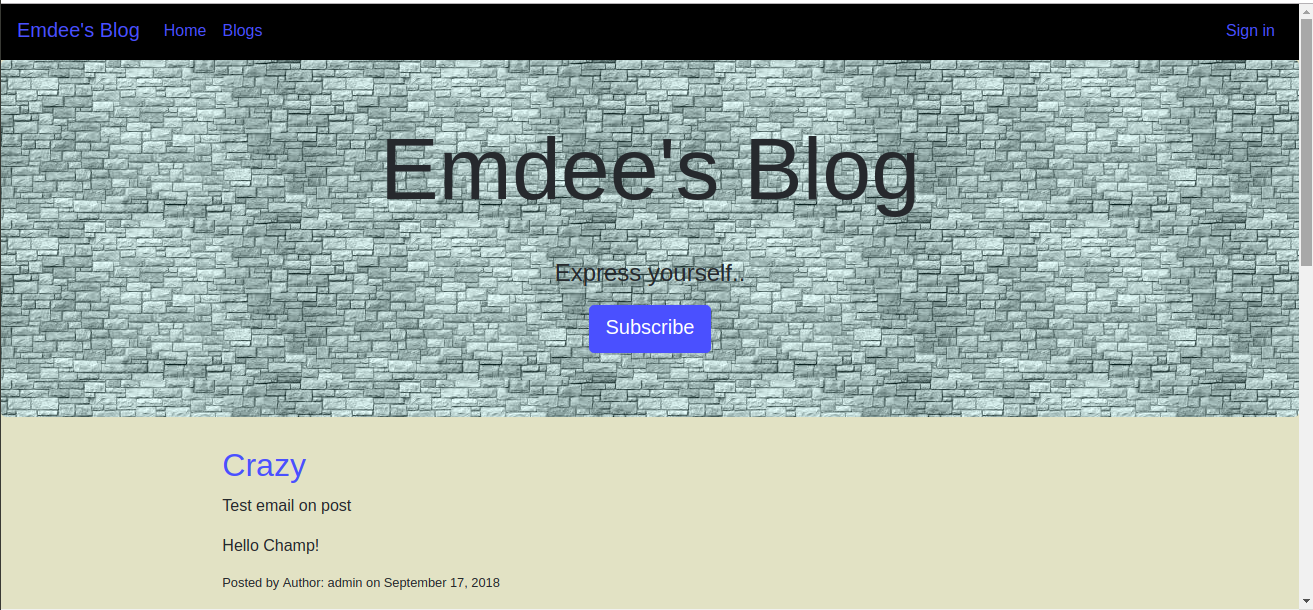 Emdee's Blog Home Blogs Sign in
Emdee's Blog
Express yourself..
Subscribe
Crazy
Test email on post
Hello Champ!
Posted by Author: admin on September 17, 2018